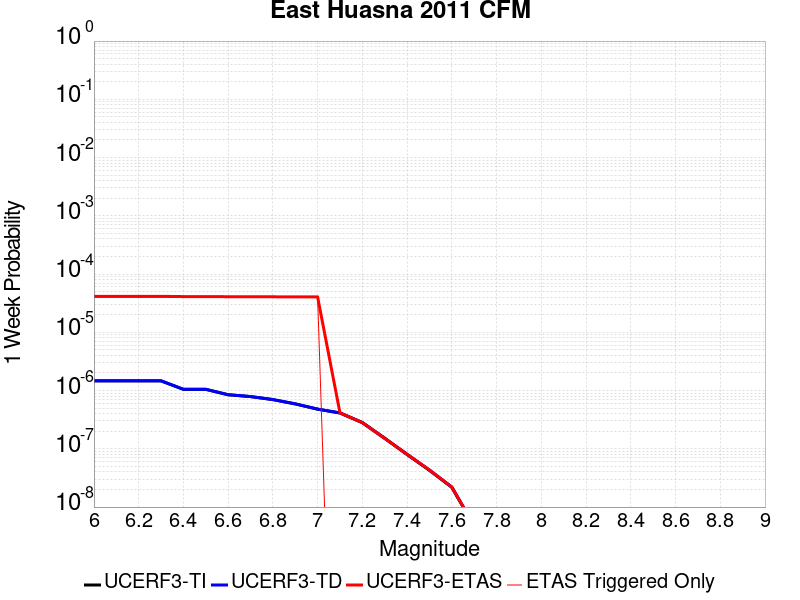 East Huasna 2011 CFM
10^0
10^-1
10^-2
10^-3
10^-4
10^-5
10^-6
10^-7
10^-8
1 Week Probability
6 6.2 6.4 6.6 6.8 7 7.2 7.4 7.6 7.8 8 8.2 8.4 8.6 8.8 9
Magnitude
UCERF3-TI UCERF3-TD UCERF3-ETAS ETAS Triggered Only